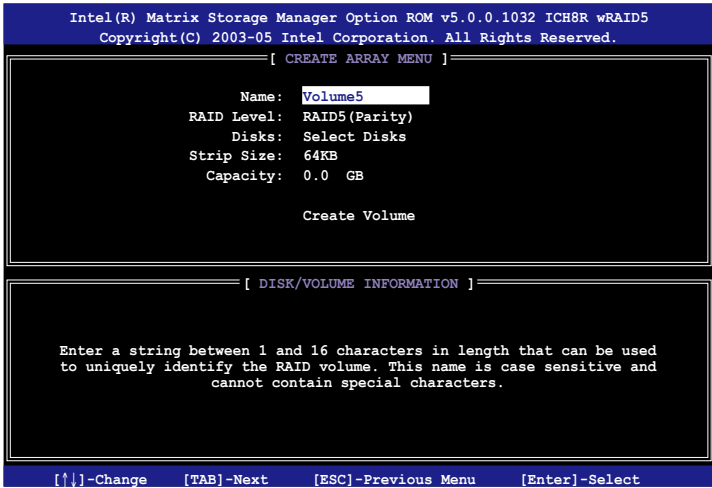 Intel(R) Matrix Storage Manager Option ROM v5.0.0.1032 ICH8R wRAID5
Copyright(C) 2003-05 Intel Corporation. All Rights Reserved.
[ CREATE ARRAY MENU ]
Name: Volume5
RAID Level: RAID5(Parity)
Disks: Select Disks
Strip Size: 64KB
Capacity: 0.0 GB
Create Volume
[ DISK/VOLUME INFORMATION ]
Enter a string between 1 and 16 characters in length that can be used
to uniquely identify the RAID volume. This name is case sensitive and
cannot contain special characters.
[↑↓]-Change [TAB]-Next [ESC]-Previous Menu [Enter]-Select